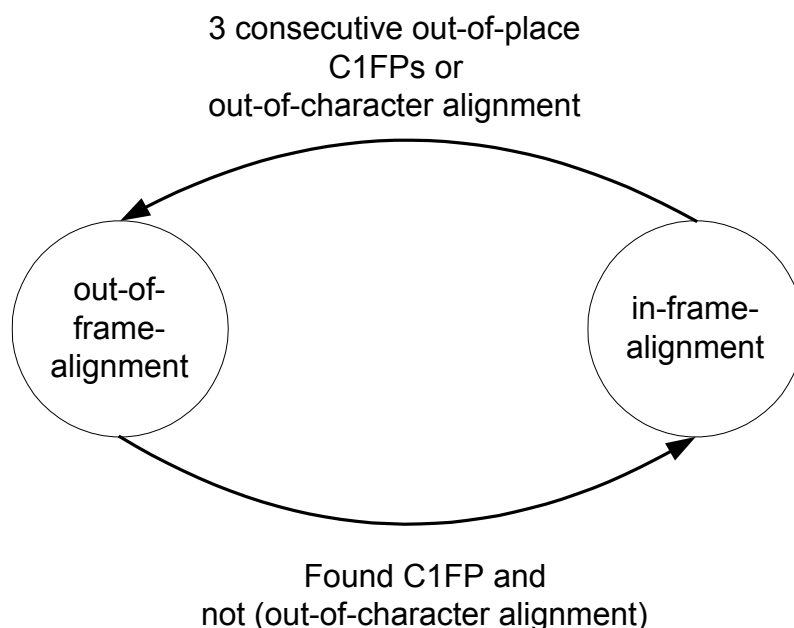 3 consecutive out-of-place
C1FPs or
out-of-character alignment
out-of-
frame-
alignment
in-frame-
alignment
Found C1FP and
not (out-of-character alignment)